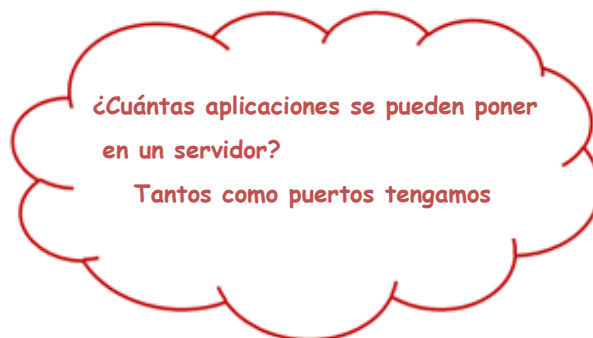 ¿Cuántas aplicaciones se pueden poner
en un servidor?
Tantos como puertos tengamos